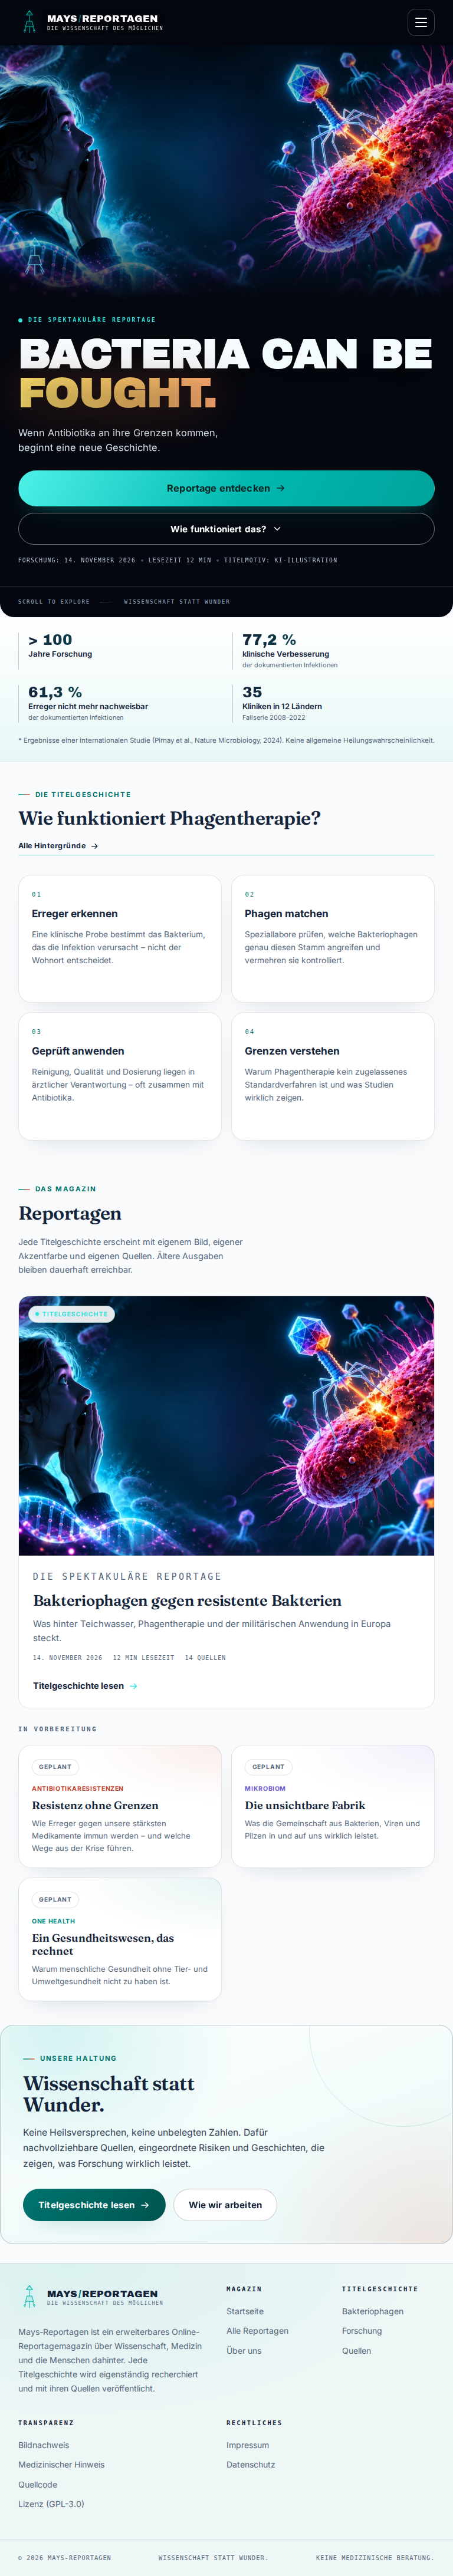 MAYS/REPORTAGEN
DIE WISSENSCHAFT DES MÖGLICHEN
DIE SPEKTAKULÄRE REPORTAGE
BACTERIA CAN BE
FOUGHT.
Wenn Antibiotika an ihre Grenzen kommen,
beginnt eine neue Geschichte.
Reportage entdecken →
Wie funktioniert das?
FORSCHUNG: 14. NOVEMBER 2026 • LESEZEIT 12 MIN • TITELMOTIV: KI-ILLUSTRATION
SCROLL TO EXPLORE WISSENSCHAFT STATT WUNDER
> 100
Jahre Forschung
77,2 %
klinische Verbesserung
der dokumentierten Infektionen
61,3 %
Erreger nicht mehr nachweisbar
der dokumentierten Infektionen
35
Kliniken in 12 Ländern
Fallserie 2008–2022
* Ergebnisse einer internationalen Studie (Pirnay et al., Nature Microbiology, 2024). Keine allgemeine Heilungswahrscheinlichkeit.
DIE TITELGESCHICHTE
Wie funktioniert Phagentherapie?
Alle Hintergründe →
01
Erreger erkennen
Eine klinische Probe bestimmt das Bakterium,
das die Infektion verursacht – nicht der
Wohnort entscheidet.
02
Phagen matchen
Speziallabore prüfen, welche Bakteriophagen
genau diesen Stamm angreifen und
vermehren sie kontrolliert.
03
Geprüft anwenden
Reinigung, Qualität und Dosierung liegen in
ärztlicher Verantwortung – oft zusammen mit
Antibiotika.
04
Grenzen verstehen
Warum Phagentherapie kein zugelassenes
Standardverfahren ist und was Studien
wirklich zeigen.
DAS MAGAZIN
Reportagen
Jede Titelgeschichte erscheint mit eigenem Bild, eigener
Akzentfarbe und eigenen Quellen. Ältere Ausgaben
bleiben dauerhaft erreichbar.
TITELGESCHICHTE
DIE SPEKTAKULÄRE REPORTAGE
Bakteriophagen gegen resistente Bakterien
Was hinter Teichwasser, Phagentherapie und der militärischen Anwendung in Europa
steckt.
14. NOVEMBER 2026 12 MIN LESEZEIT 14 QUELLEN
Titelgeschichte lesen →
IN VORBEREITUNG
GEPLANT
ANTIBIOTIKARESISTENZEN
Resistenz ohne Grenzen
Wie Erreger gegen unsere stärksten
Medikamente immun werden – und welche
Wege aus der Krise führen.
GEPLANT
MIKROBIOM
Die unsichtbare Fabrik
Was die Gemeinschaft aus Bakterien, Viren und
Pilzen in und auf uns wirklich leistet.
GEPLANT
ONE HEALTH
Ein Gesundheitswesen, das
rechnet
Warum menschliche Gesundheit ohne Tier- und
Umweltgesundheit nicht zu haben ist.
UNSERE HALTUNG
Wissenschaft statt
Wunder.
Keine Heilsversprechen, keine unbelegten Zahlen. Dafür
nachvollziehbare Quellen, eingeordnete Risiken und Geschichten, die
zeigen, was Forschung wirklich leistet.
Titelgeschichte lesen →
Wie wir arbeiten
MAYS/REPORTAGEN
DIE WISSENSCHAFT DES MÖGLICHEN
Mays-Reportagen ist ein erweiterbares Online-
Reportagemagazin über Wissenschaft, Medizin
und die Menschen dahinter. Jede
Titelgeschichte wird eigenständig recherchiert
und mit ihren Quellen veröffentlicht.
MAGAZIN
Startseite
Alle Reportagen
Über uns
TITELGESCHICHTE
Bakteriophagen
Forschung
Quellen
TRANSPARENZ
Bildnachweis
Medizinischer Hinweis
Quellcode
Lizenz (GPL-3.0)
RECHTLICHES
Impressum
Datenschutz
© 2026 MAYS-REPORTAGEN
WISSENSCHAFT STATT WUNDER.
KEINE MEDIZINISCHE BERATUNG.